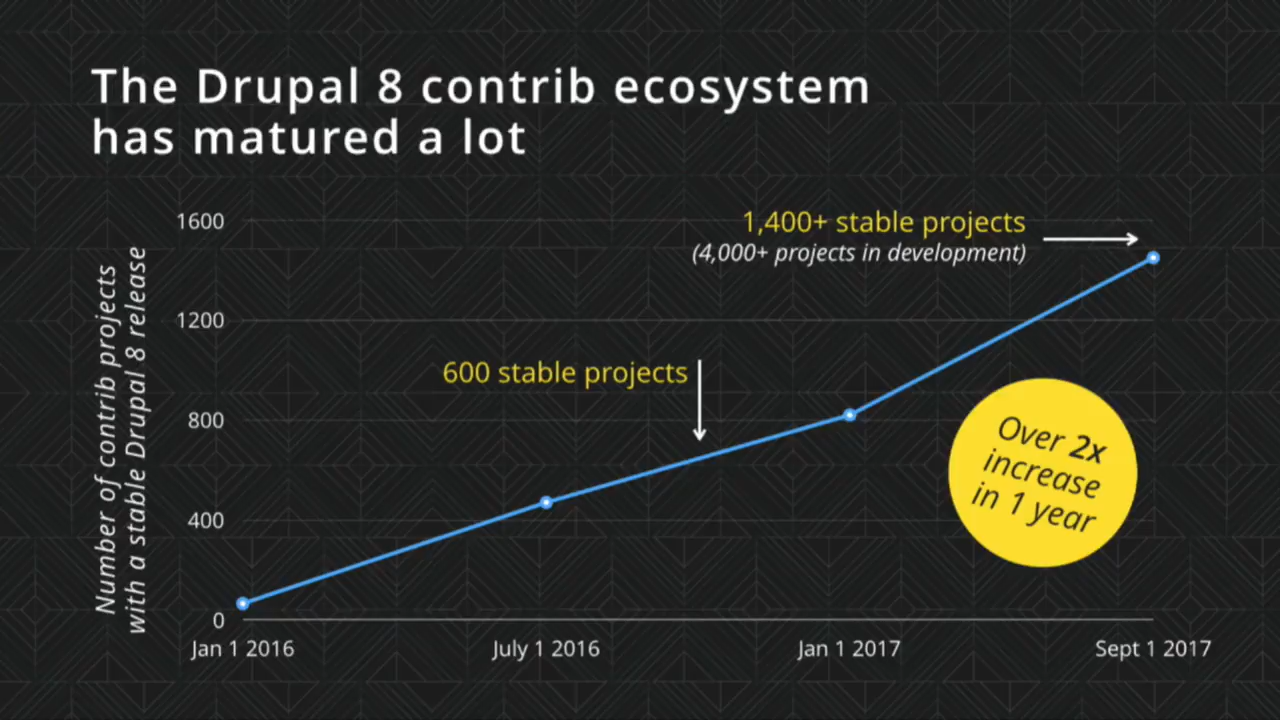 The Drupal 8 contrib ecosystem
has matured a lot
Number of contrib projects
with a stable Drupal 8 release
1600
1200
800
400
0
1,400+ stable projects
(4,000+ projects in development)
600 stable projects
Over 2x
increase
in 1 year
Jan 1 2016
July 1 2016
Jan 1 2017
Sept 1 2017